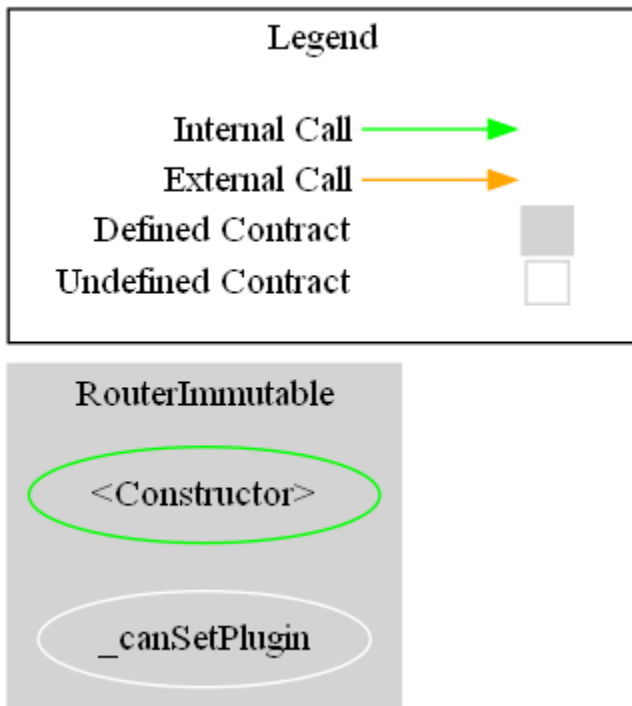 Legend
Internal Call
External Call
Defined Contract
Undefined Contract
RouterImmutable
<Constructor>
_canSetPlugin